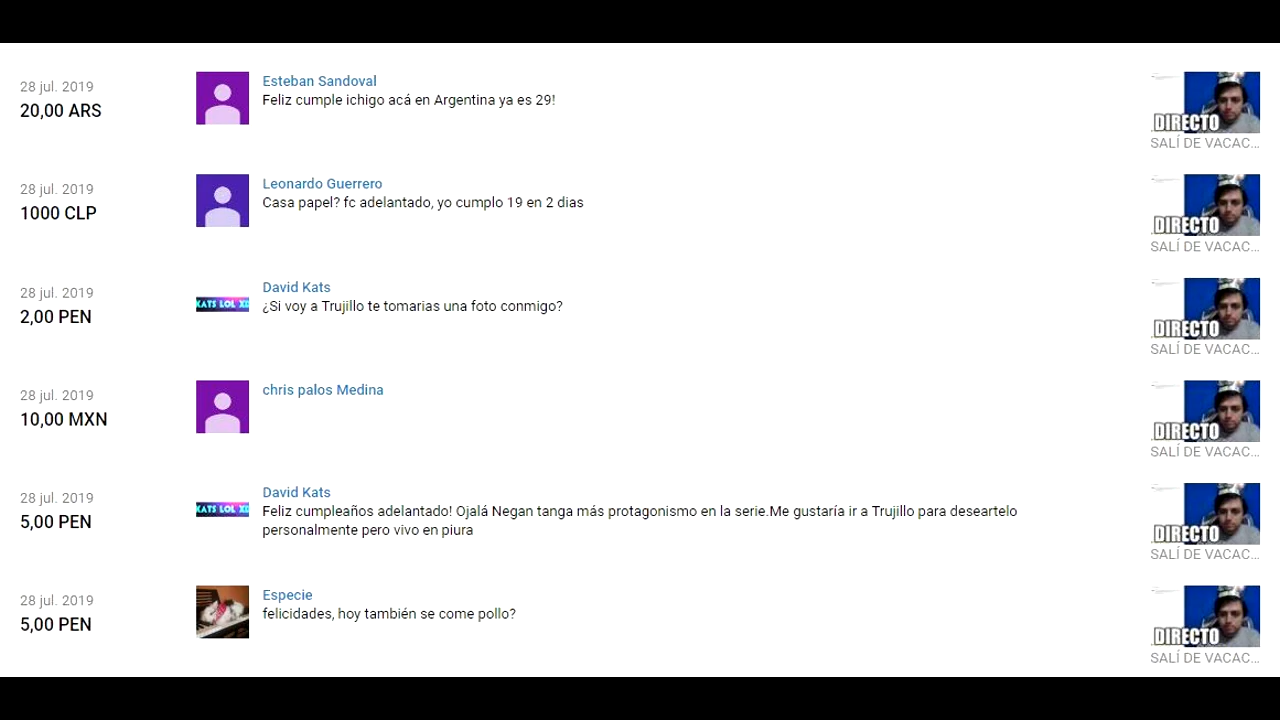 28 jul. 2019
20,00 ARS
Esteban Sandoval
Feliz cumple ichigo acá en Argentina ya es 29!
DIRECTO
SALÍ DE VACAC...
28 jul. 2019
1000 CLP
Leonardo Guerrero
Casa papel? fc adelantado, yo cumplo 19 en 2 dias
DIRECTO
SALÍ DE VACAC...
28 jul. 2019
2,00 PEN
KATS LOL XD
David Kats
¿Si voy a Trujillo te tomarias una foto conmigo?
DIRECTO
SALÍ DE VACAC...
28 jul. 2019
10,00 MXN
chris palos Medina
DIRECTO
SALÍ DE VACAC...
28 jul. 2019
5,00 PEN
KATS LOL XD
David Kats
Feliz cumpleaños adelantado! Ojalá Negan tanga más protagonismo en la serie.Me gustaría ir a Trujillo para deseartelo
personalmente pero vivo en piura
DIRECTO
SALÍ DE VACAC...
28 jul. 2019
5,00 PEN
Especie
felicidades, hoy también se come pollo?
DIRECTO
SALÍ DE VACAC...